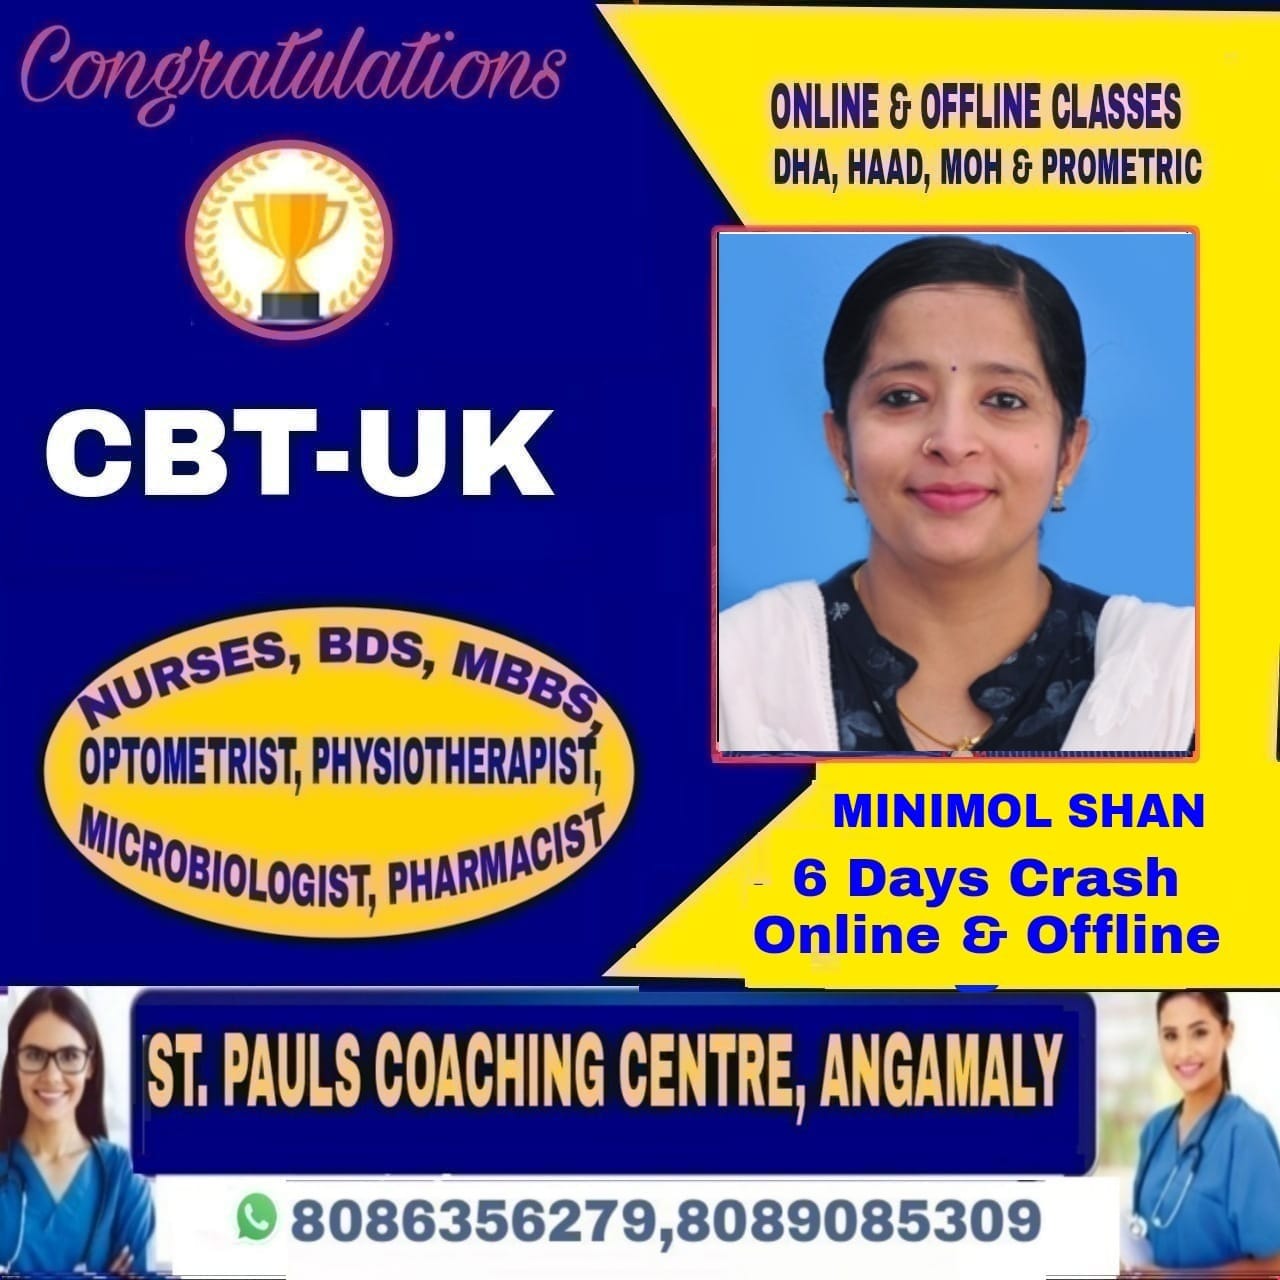 Congratulations
ONLINE & OFFLINE CLASSES
DHA, HAAD, MOH & PROMETRIC
CBT-UK
NURSES, BDS, MBBS,
OPTOMETRIST, PHYSIOTHERAPIST,
MICROBIOLOGIST, PHARMACIST
MINIMOL SHAN
- 6 Days Crash
Online & Offline
ST. PAULS COACHING CENTRE, ANGAMALY
8086356279,8089085309